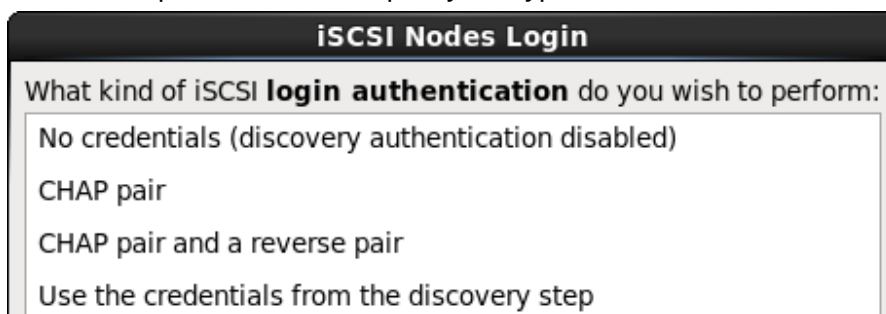 iSCSI Nodes Login
What kind of iSCSI login authentication do you wish to perform:
No credentials (discovery authentication disabled)
CHAP pair
CHAP pair and a reverse pair
Use the credentials from the discovery step